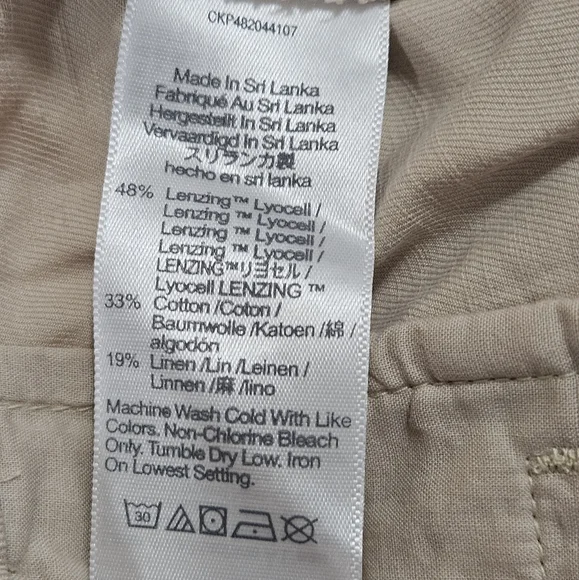 CKP482044107
Made In Sri Lanka
Fabriqué Au Sri Lanka
Hergestellt In Sri Lanka
Vervaardigd In Sri Lanka
スリランカ製
hecho en sri lanka
48% Lenzing™ Lyocell /
Lenzing ™ Lyocell /
Lenzing ™ Lyocell /
Lenzing ™ Lyocell /
LENZING™リヨセル /
Lyocell LENZING ™
33% Cotton /Coton /
Baumwolle /Katoen /綿 /
algodón
19% Linen /Lin /Leinen /
Linnen /麻 /lino
Machine Wash Cold With Like
Colors. Non-Chlorine Bleach
Only. Tumble Dry Low. Iron
On Lowest Setting.
30